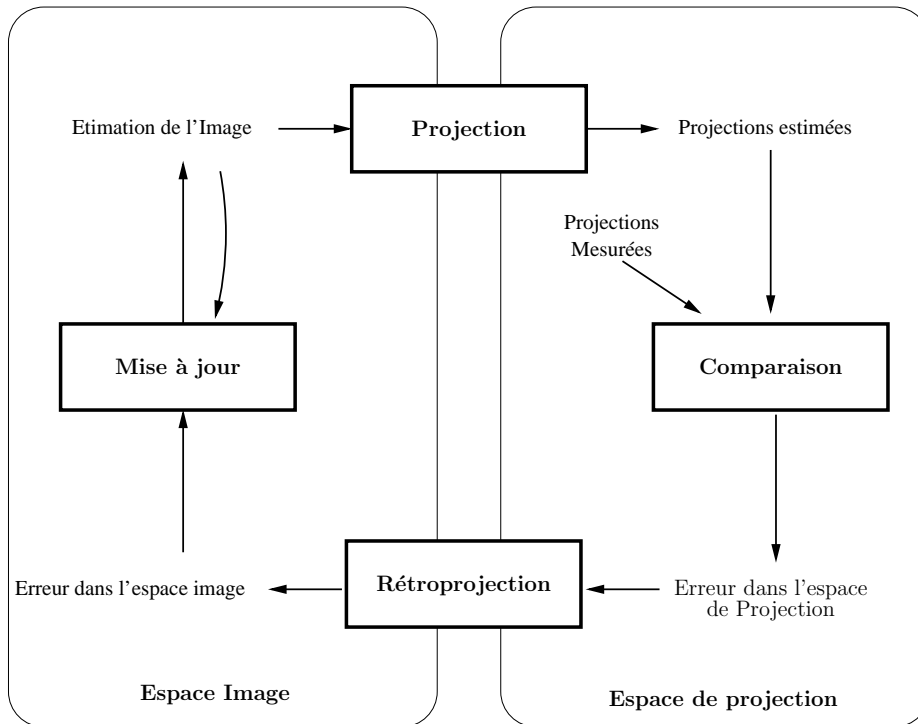 Etimation de l'Image
Projection
Projections estimées
Projections
Mesurées
Mise à jour
Comparaison
Erreur dans l'espace image
Rétroprojection
Erreur dans l'espace
de Projection
Espace Image
Espace de projection